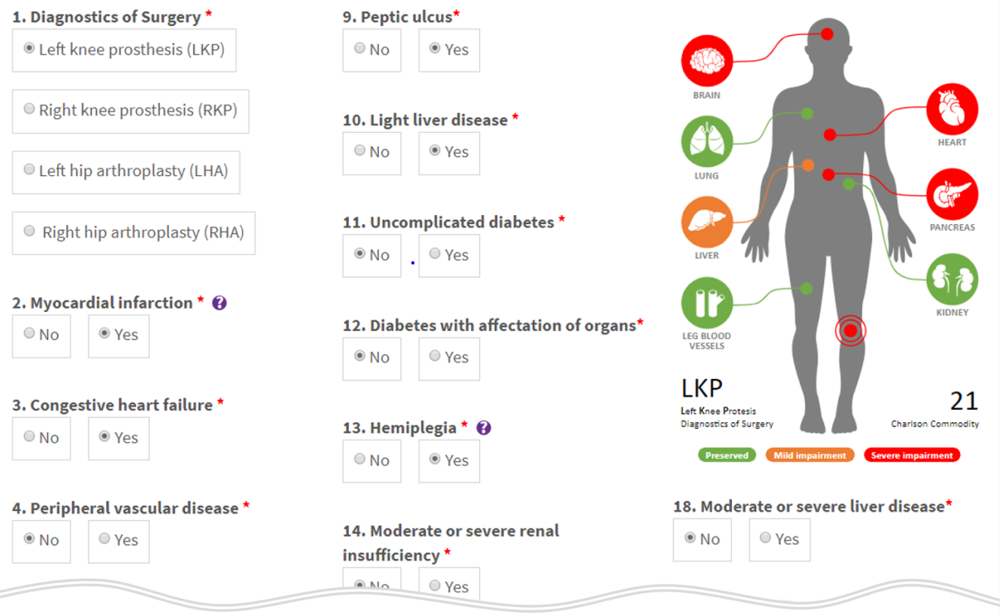 1. Diagnostics of Surgery *
Left knee prosthesis (LKP)
Right knee prosthesis (RKP)
Left hip arthroplasty (LHA)
Right hip arthroplasty (RHA)
2. Myocardial infarction * ?
No Yes
3. Congestive heart failure *
No Yes
4. Peripheral vascular disease *
No Yes
9. Peptic ulcus*
No Yes
10. Light liver disease *
No Yes
11. Uncomplicated diabetes *
No Yes
12. Diabetes with affectation of organs*
No Yes
13. Hemiplegia * ?
No Yes
14. Moderate or severe renal
insufficiency *
No Yes
BRAIN
HEART
LUNG
PANCREAS
LIVER
KIDNEY
LEG BLOOD
VESSELS
LKP
Left Knee Protesis
Diagnostics of Surgery
21
Charlson Commodity
Preserved Mild impairment Severe impairment
18. Moderate or severe liver disease*
No Yes